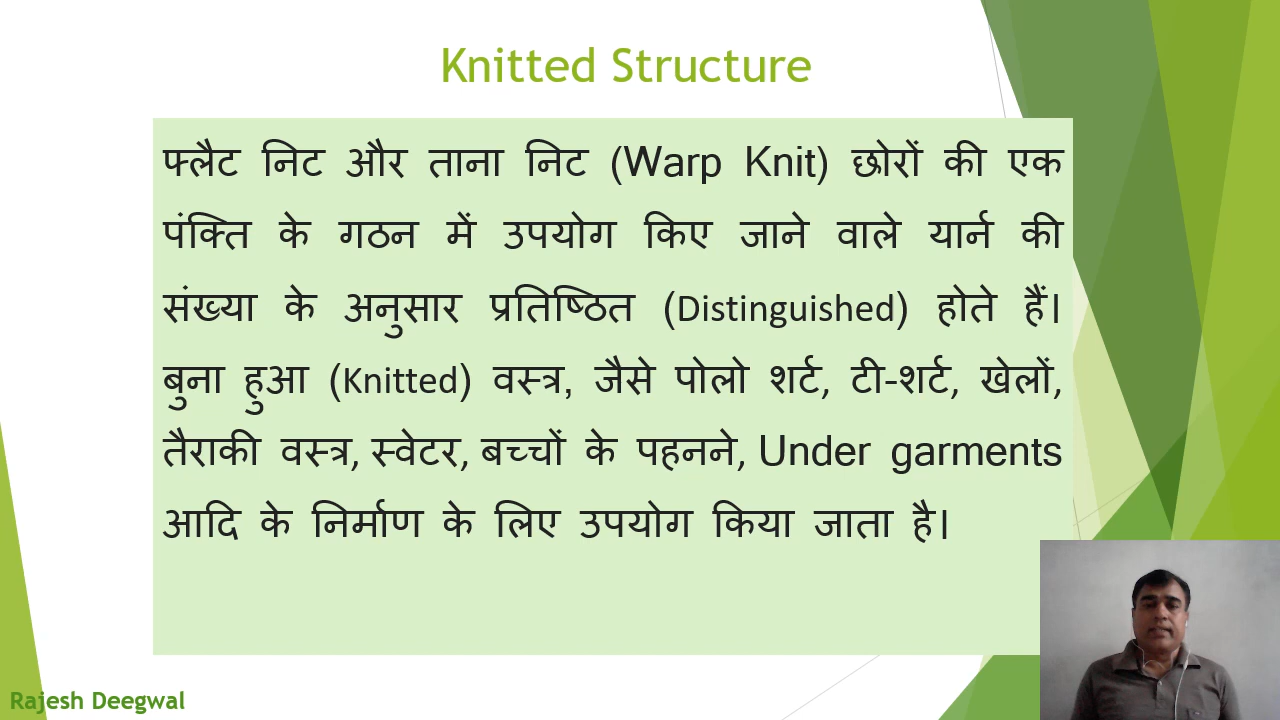 Knitted Structure
फ्लैट निट और ताना निट (Warp Knit) छोरों की एक
पंक्ति के गठन में उपयोग किए जाने वाले यार्न की
संख्या के अनुसार प्रतिष्ठित (Distinguished) होते हैं।
बुना हुआ (Knitted) वस्त्र, जैसे पोलो शर्ट, टी-शर्ट, खेलों,
तैराकी वस्त्र, स्वेटर, बच्चों के पहनने, Under garments
आदि के निर्माण के लिए उपयोग किया जाता है।
Rajesh Deegwal